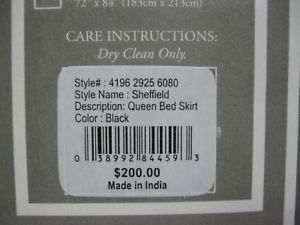 72" x 84" (183cm x 213cm)
CARE INSTRUCTIONS:
Dry Clean Only.
Style# : 4196 2925 6080
Style Name : Sheffield
Description: Queen Bed Skirt
Color : Black
0 38992 84459 3
$200.00
Made in India